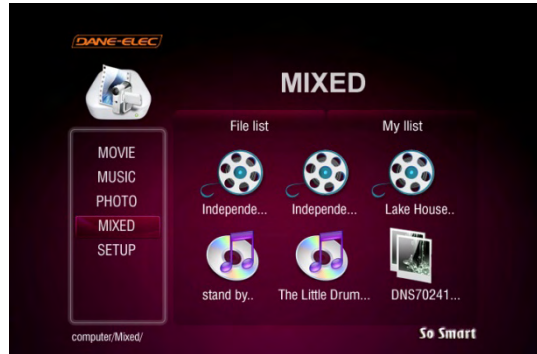 DANE-ELEC
MIXED
File list
My llist
MOVIE
MUSIC
PHOTO
MIXED
SETUP
Independe...
Independe...
Lake House..
stand by..
The Little Drum...
DNS70241...
computer/Mixed/
So Smart